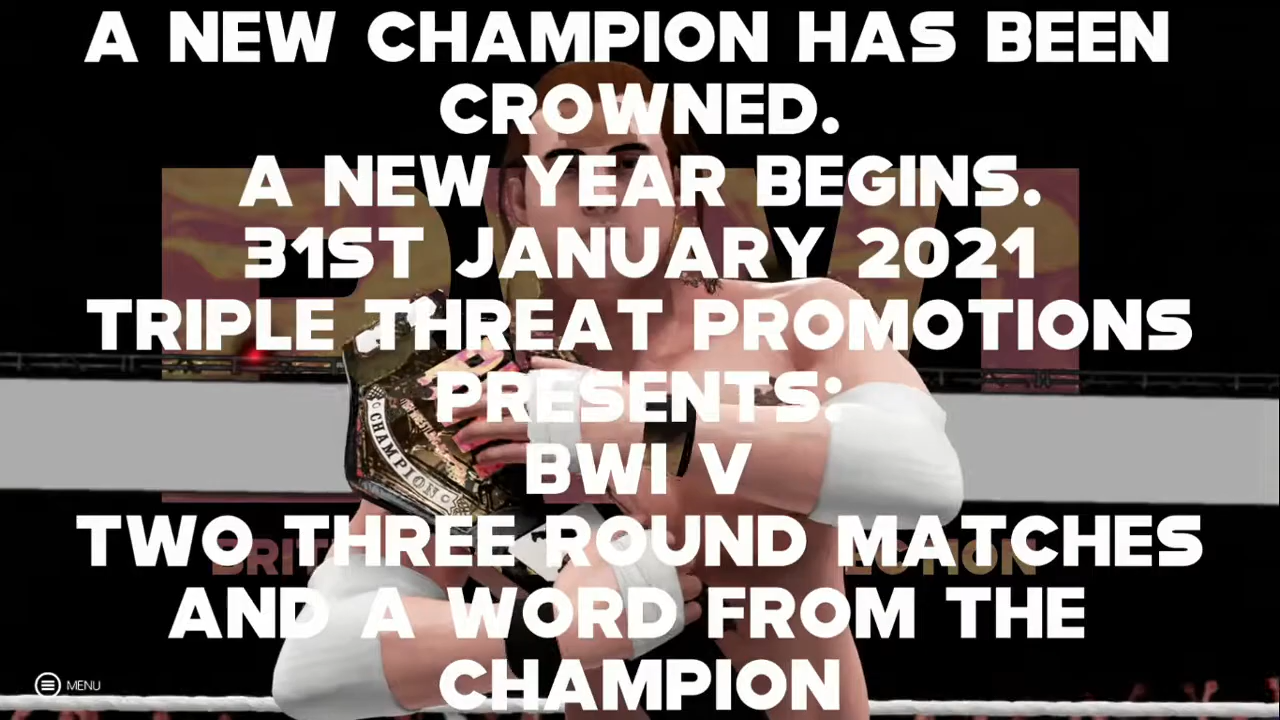 A NEW CHAMPION HAS BEEN
CROWNED.
A NEW YEAR BEGINS.
31ST JANUARY 2021
TRIPLE THREAT PROMOTIONS
PRESENTS:
BWI V
TWO THREE ROUND MATCHES
AND A WORD FROM THE
CHAMPION
CHAMPION
MENU